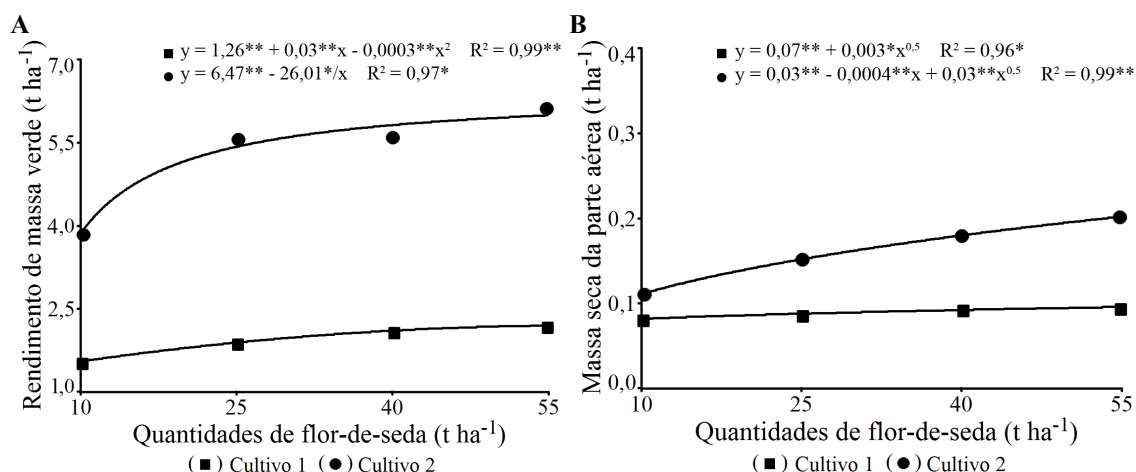 A
■ y = 1,26** + 0,03**x - 0,0003**x² R² = 0,99**
● y = 6,47** - 26,01*/x R² = 0,97*
Rendimento de massa verde (t ha⁻¹)
7,0
5,5
4,0
2,5
1,0
10 25 40 55
Quantidades de flor-de-seda (t ha⁻¹)
(■) Cultivo 1 (●) Cultivo 2
B
■ y = 0,07** + 0,003*x⁰·⁵ R² = 0,96*
● y = 0,03** - 0,0004**x + 0,03**x⁰·⁵ R² = 0,99**
Massa seca da parte aérea (t ha⁻¹)
0,4
0,3
0,2
0,1
0,0
10 25 40 55
Quantidades de flor-de-seda (t ha⁻¹)
(■) Cultivo 1 (●) Cultivo 2